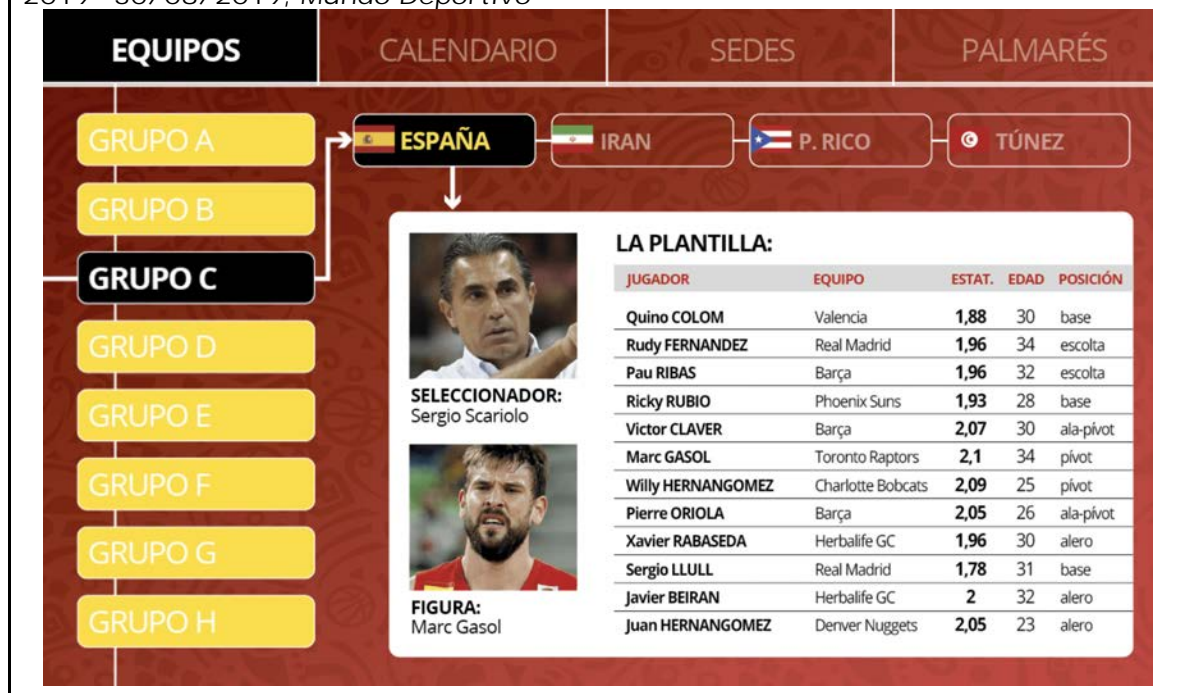 2019 - 30/08/2019, Mundo Deportivo
EQUIPOS CALENDARIO SEDES PALMARÉS
GRUPO A
GRUPO B
GRUPO C
GRUPO D
GRUPO E
GRUPO F
GRUPO G
GRUPO H
ESPAÑA IRAN P. RICO TÚNEZ
SELECCIONADOR:
Sergio Scariolo
FIGURA:
Marc Gasol
LA PLANTILLA:
JUGADOR EQUIPO ESTAT. EDAD POSICIÓN
Quino COLOM Valencia 1,88 30 base
Rudy FERNANDEZ Real Madrid 1,96 34 escolta
Pau RIBAS Barça 1,96 32 escolta
Ricky RUBIO Phoenix Suns 1,93 28 base
Victor CLAVER Barça 2,07 30 ala-pívot
Marc GASOL Toronto Raptors 2,1 34 pívot
Willy HERNANGOMEZ Charlotte Bobcats 2,09 25 pívot
Pierre ORIOLA Barça 2,05 26 ala-pívot
Xavier RABASEDA Herbalife GC 1,96 30 alero
Sergio LLULL Real Madrid 1,78 31 base
Javier BEIRAN Herbalife GC 2 32 alero
Juan HERNANGOMEZ Denver Nuggets 2,05 23 alero